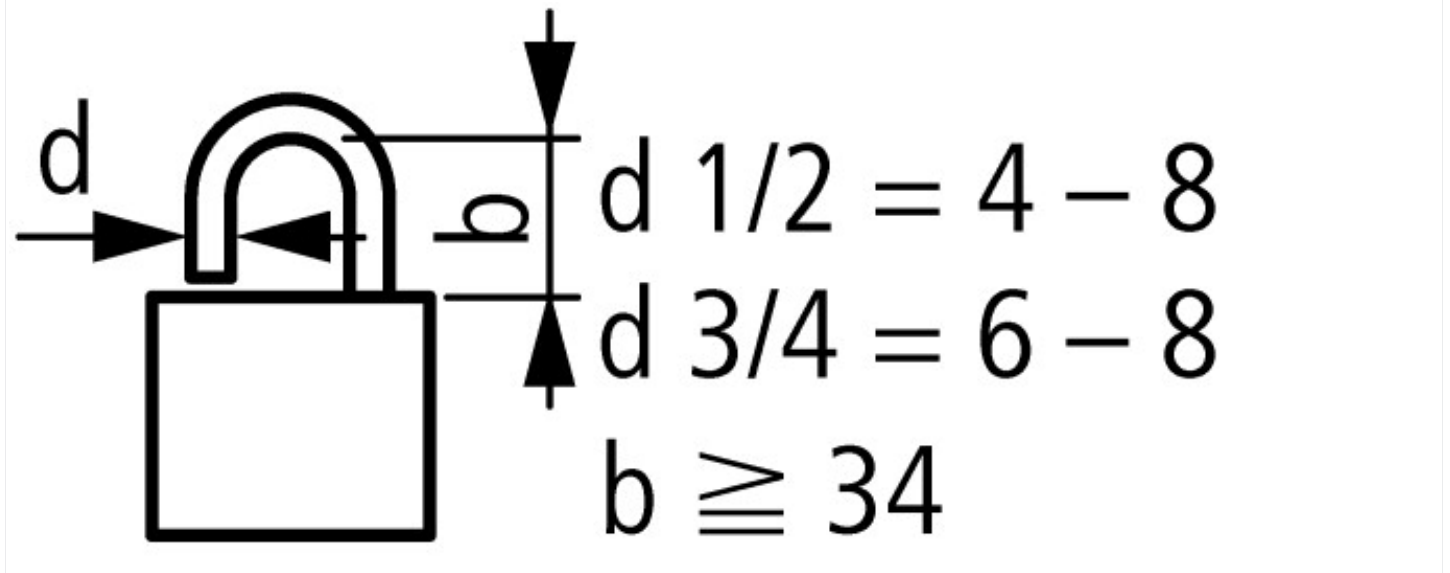 d
b
d 1/2 = 4 – 8
d 3/4 = 6 – 8
b ≧ 34